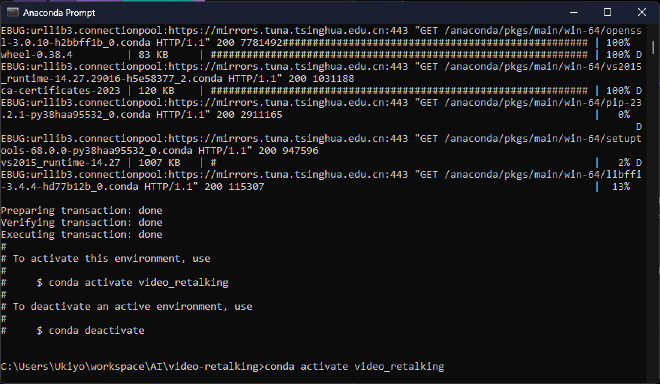 Anaconda Prompt
EBUG:urllib3.connectionpool:https://mirrors.tuna.tsinghua.edu.cn:443 "GET /anaconda/pkgs/main/win-64/openss
l-3.0.10-h2bbff1b_0.conda HTTP/1.1" 200 7781492############################################## | 100%
wheel-0.38.4 | 83 KB | ########################################################## | 100% D
EBUG:urllib3.connectionpool:https://mirrors.tuna.tsinghua.edu.cn:443 "GET /anaconda/pkgs/main/win-64/vs2015
_runtime-14.27.29016-h5e58377_2.conda HTTP/1.1" 200 1031188
ca-certificates-2023 | 120 KB | ########################################################## | 100% D
EBUG:urllib3.connectionpool:https://mirrors.tuna.tsinghua.edu.cn:443 "GET /anaconda/pkgs/main/win-64/pip-23
.2.1-py38haa95532_0.conda HTTP/1.1" 200 2911165 | 0%
D
EBUG:urllib3.connectionpool:https://mirrors.tuna.tsinghua.edu.cn:443 "GET /anaconda/pkgs/main/win-64/setupt
ools-68.0.0-py38haa95532_0.conda HTTP/1.1" 200 947596
vs2015_runtime-14.27 | 1007 KB | # | 2% D
EBUG:urllib3.connectionpool:https://mirrors.tuna.tsinghua.edu.cn:443 "GET /anaconda/pkgs/main/win-64/libffi
-3.4.4-hd77b12b_0.conda HTTP/1.1" 200 115307 | 13%
Preparing transaction: done
Verifying transaction: done
Executing transaction: done
#
# To activate this environment, use
#
# $ conda activate video_retalking
#
# To deactivate an active environment, use
#
# $ conda deactivate
C:\Users\Ukiyo\workspace\AI\video-retalking>conda activate video_retalking